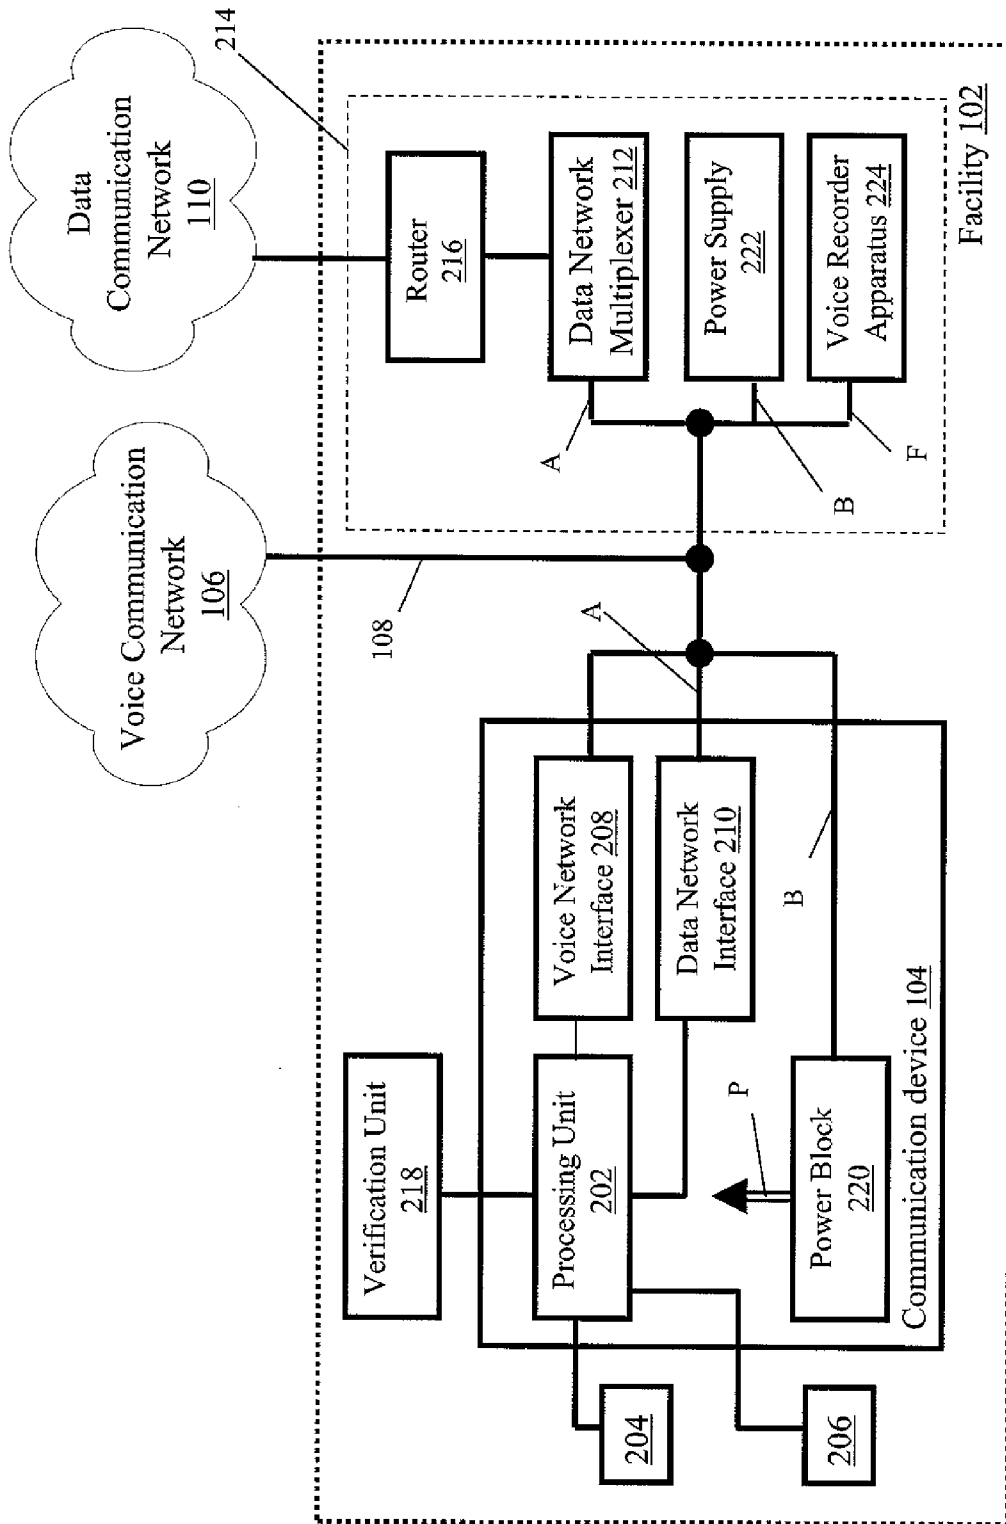 Data
Communication
Network
110
214
Voice Communication
Network
106
108
Router
216
Data Network
Multiplexer 212
Power Supply
222
Voice Recorder
Apparatus 224
A
B
F
Facility 102
A
Verification Unit
218
Processing Unit
202
Voice Network
Interface 208
Data Network
Interface 210
P
B
Power Block
220
Communication device 104
204
206